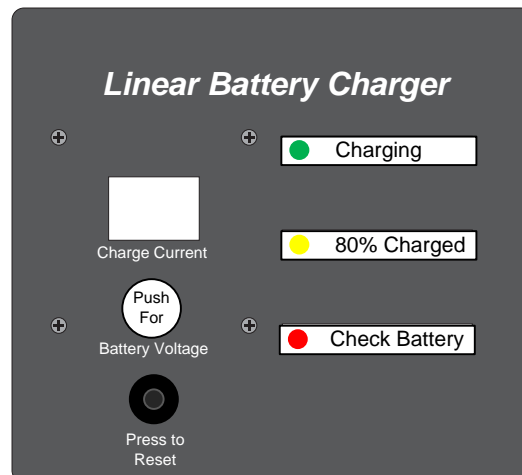 Linear Battery Charger
Charging
Charge Current
80% Charged
Push
For
Battery Voltage
Check Battery
Press to
Reset